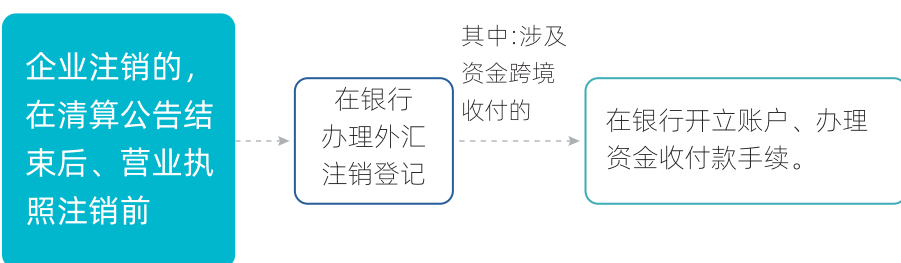 企业注销的，
在清算公告结
束后、营业执
照注销前
在银行
办理外汇
注销登记
其中:涉及
资金跨境
收付的
在银行开立账户、办理
资金收付款手续。